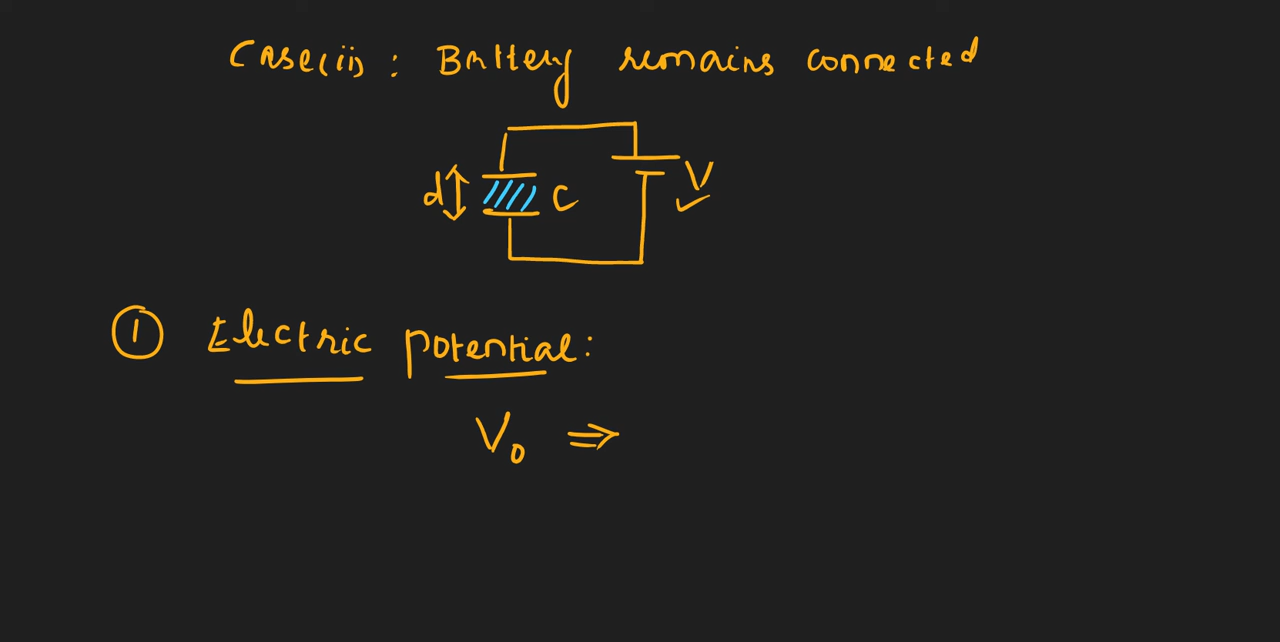 Case(ii) : Battery remains connected
d C V
① Electric potential:
V₀ ⇒